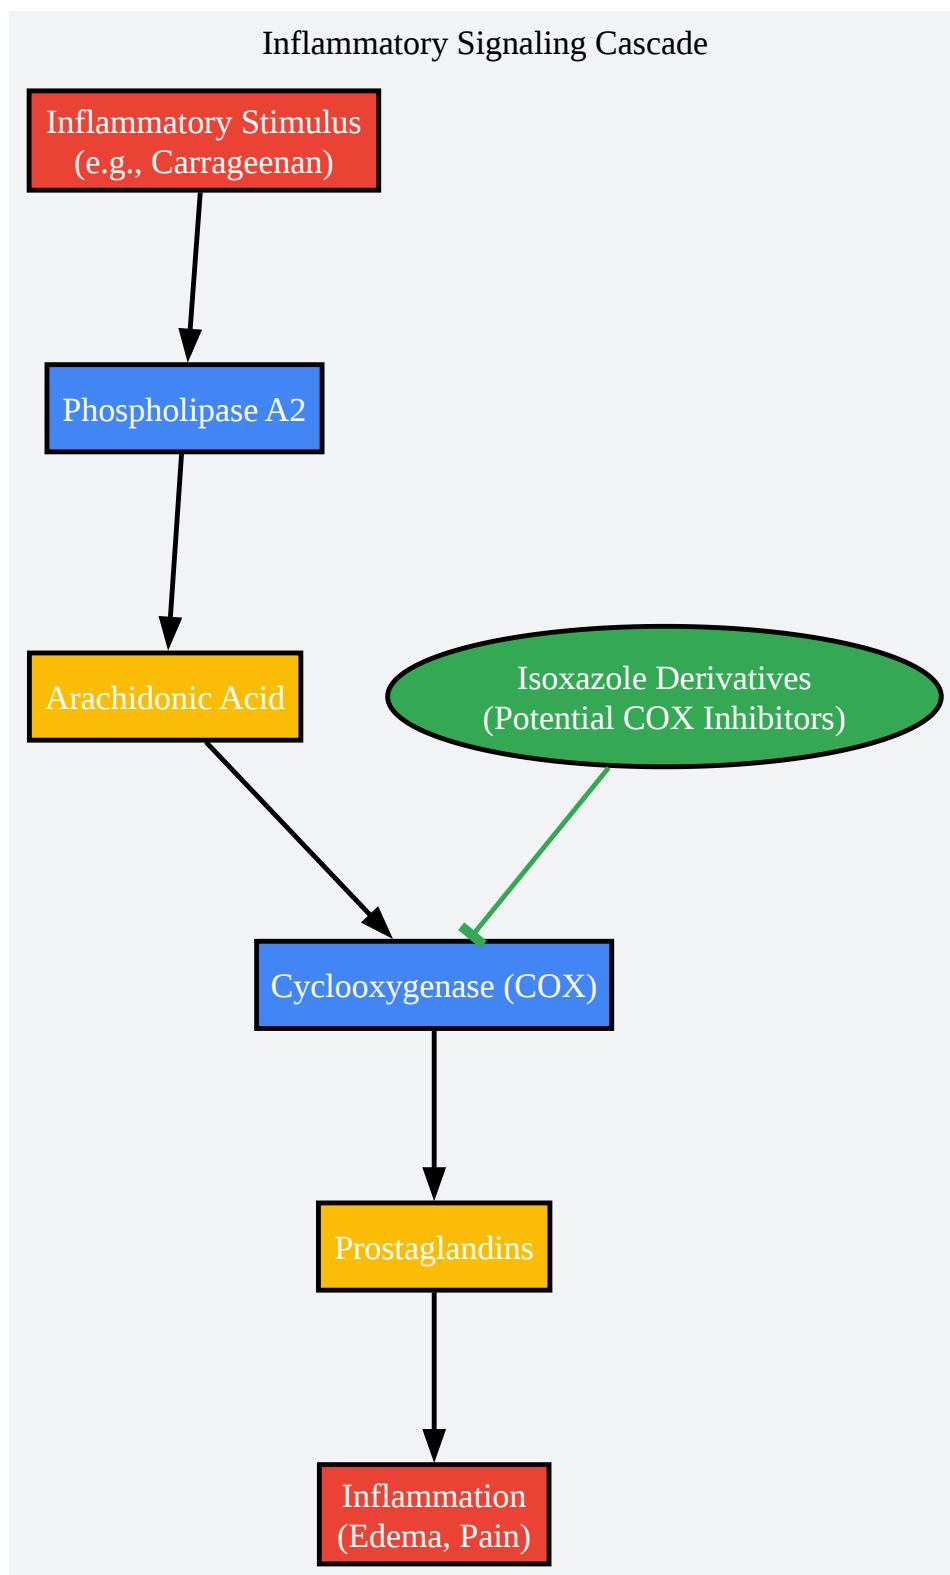 Inflammatory Signaling Cascade
Inflammatory Stimulus
(e.g., Carrageenan)
Phospholipase A2
Arachidonic Acid
Isoxazole Derivatives
(Potential COX Inhibitors)
Cyclooxygenase (COX)
Prostaglandins
Inflammation
(Edema, Pain)